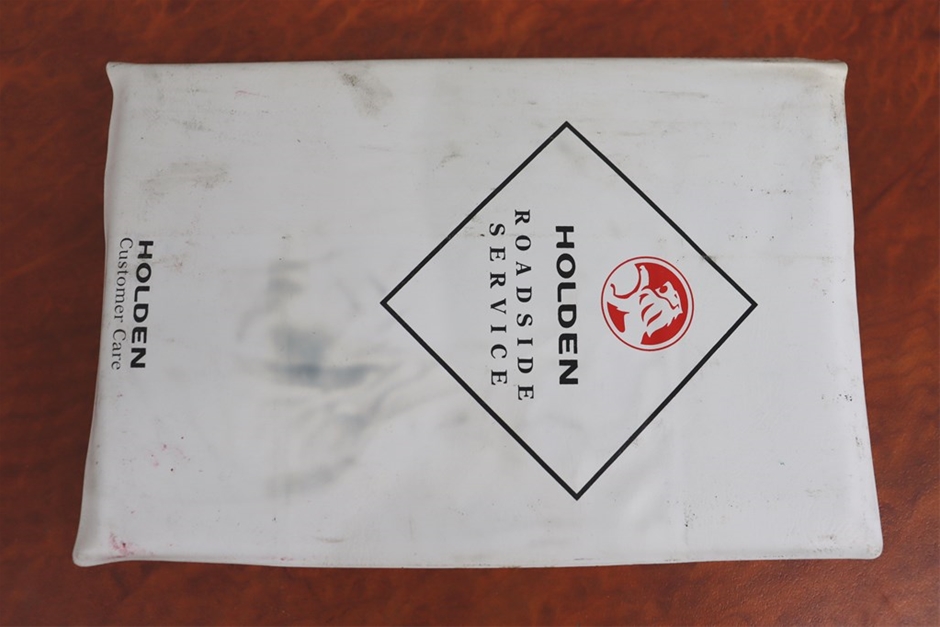 HOLDEN
ROADSIDE
SERVICE
HOLDEN
Customer Care